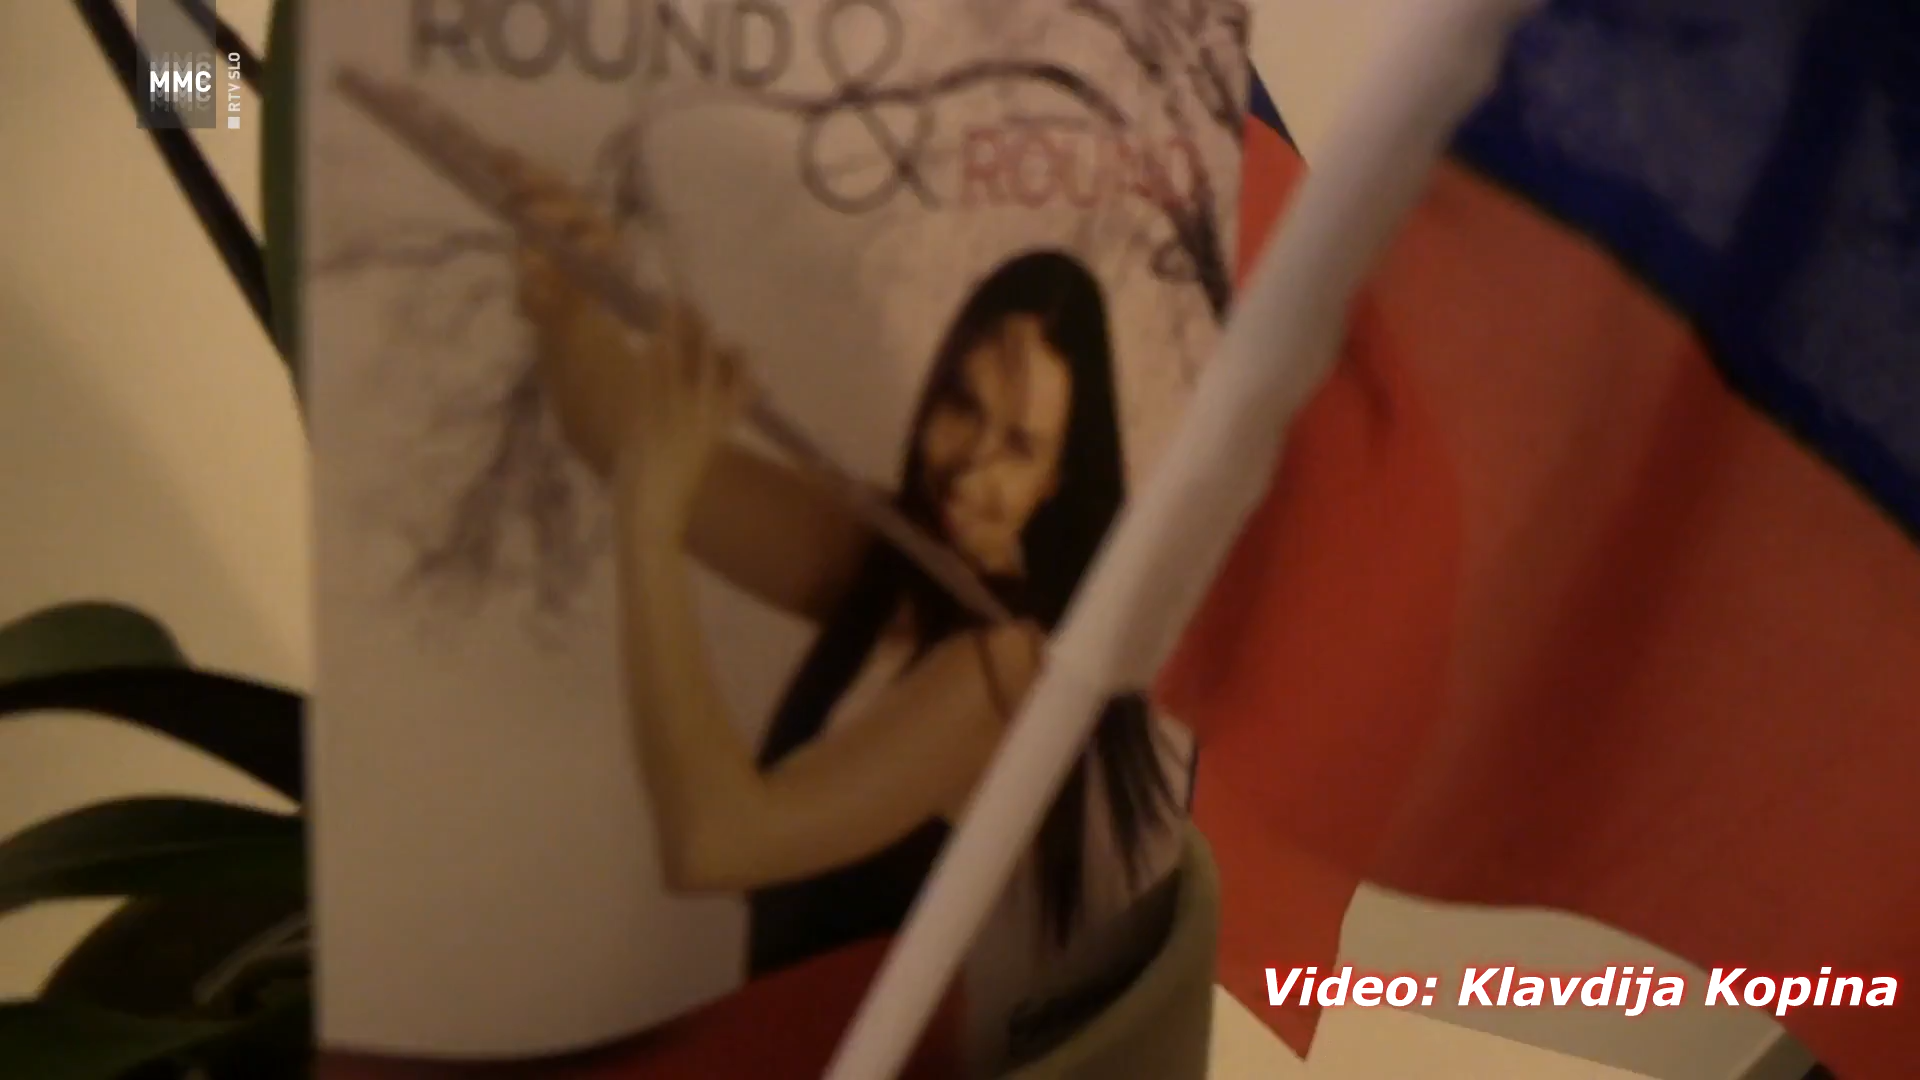 MMC
RTV SLO
ROUND
&
ROUND
Video: Klavdija Kopina